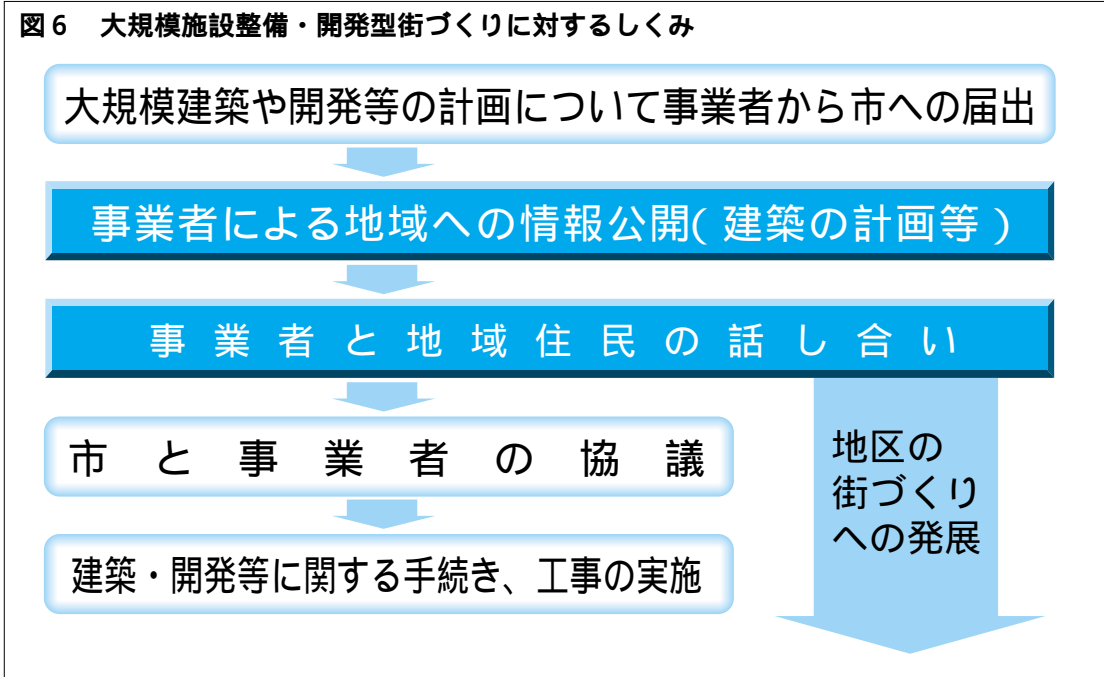 図6 大規模施設整備・開発型街づくりに対するしくみ
大規模建築や開発等の計画について事業者から市への届出
事業者による地域への情報公開(建築の計画等)
事業者と地域住民の話し合い
市と事業者の協議
建築・開発等に関する手続き、工事の実施
地区の
街づくり
への発展